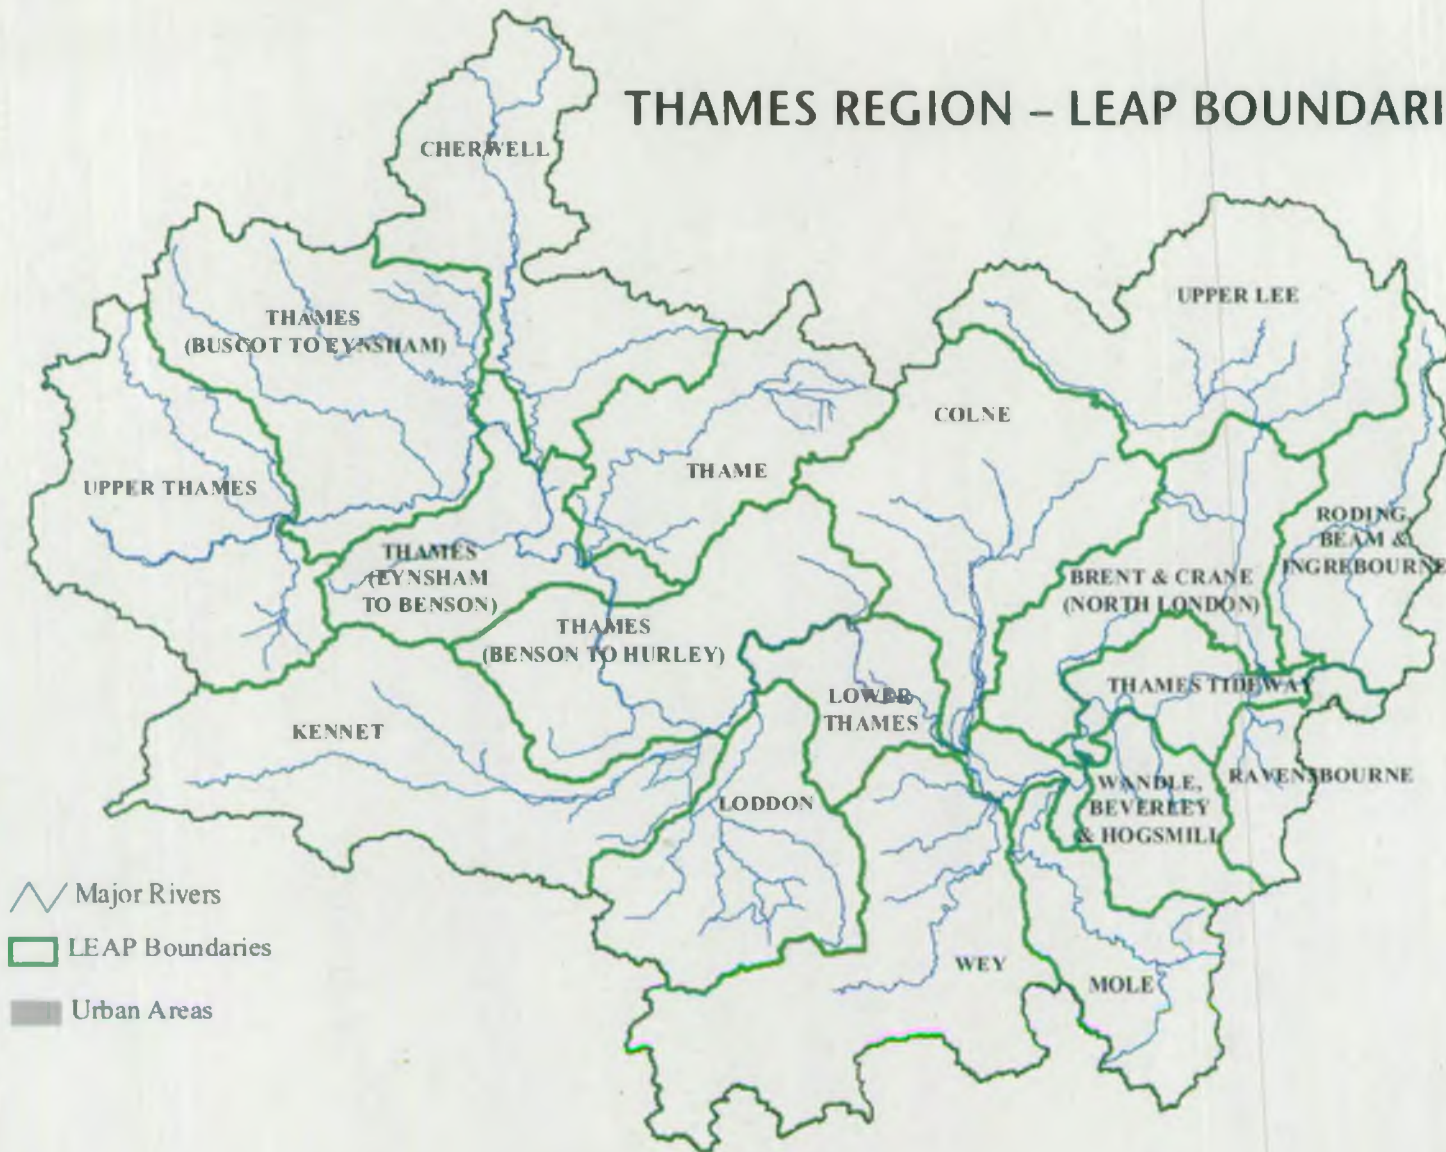 THAMES REGION – LEAP BOUNDARI
CHERWELL
UPPER LEE
THAMES
(BUSCOT TO EYNSHAM)
COLNE
THAME
UPPER THAMES
RODING,
BEAM &
INGREBOURNE
THAMES
(EYNSHAM
TO BENSON)
BRENT & CRANE
(NORTH LONDON)
THAMES
(BENSON TO HURLEY)
THAMES TIDEWAY
LOWER
THAMES
KENNET
RAVENSBOURNE
WANDLE,
BEVERLEY
& HOGSMILL
LODDON
WEY
MOLE
Major Rivers
LEAP Boundaries
Urban Areas